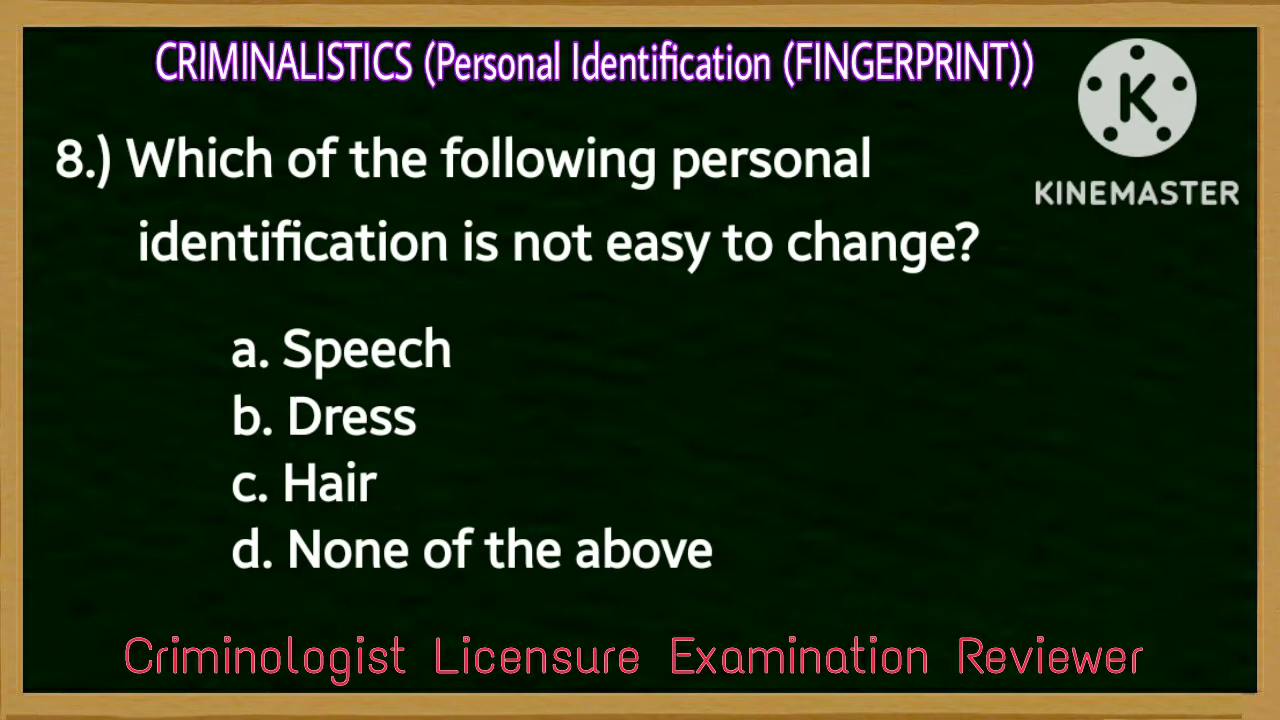 CRIMINALISTICS (Personal Identification (FINGERPRINT))
K
KINEMASTER
8.) Which of the following personal
identification is not easy to change?
a. Speech
b. Dress
c. Hair
d. None of the above
Criminologist Licensure Examination Reviewer